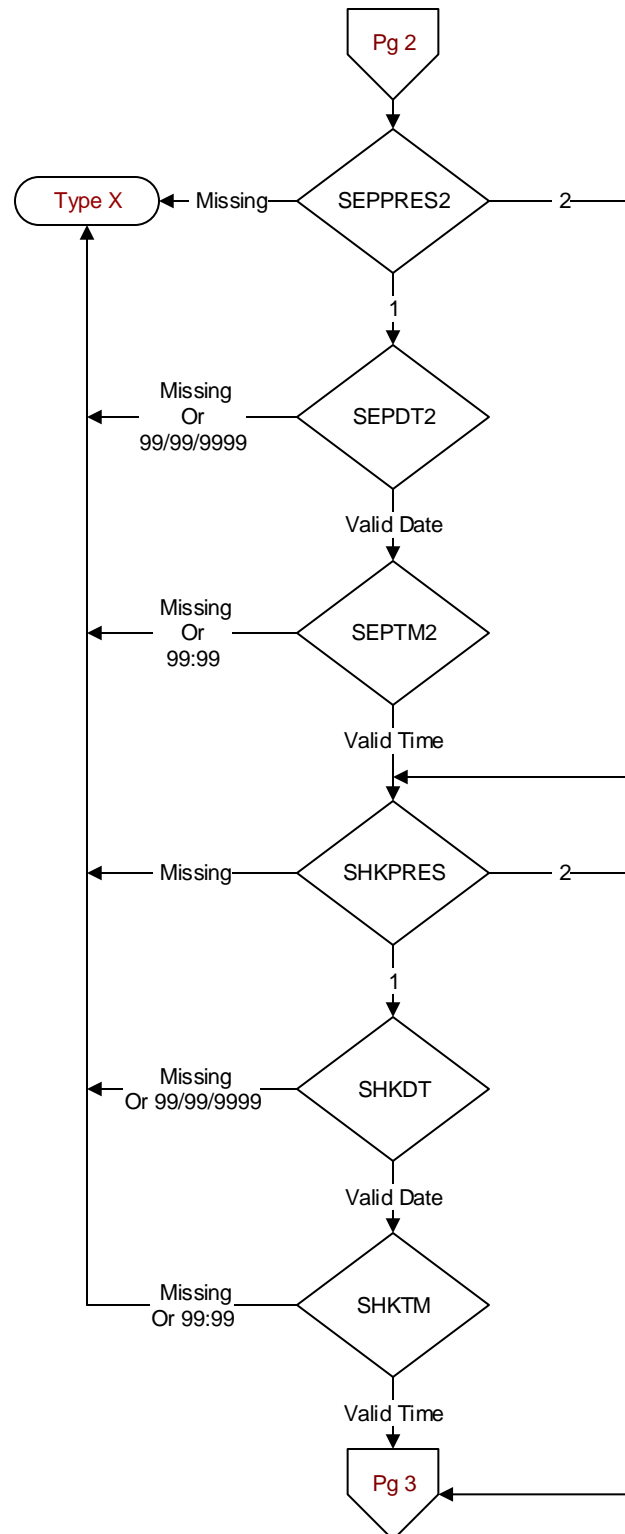 Pg 2
Type X
Missing
SEPPRES2
2
1
Missing
Or
99/99/9999
SEPDT2
Valid Date
Missing
Or
99:99
SEPTM2
Valid Time
Missing
SHKPRES
2
1
Missing
Or 99/99/9999
SHKDT
Valid Date
Missing
Or 99:99
SHKTM
Valid Time
Pg 3